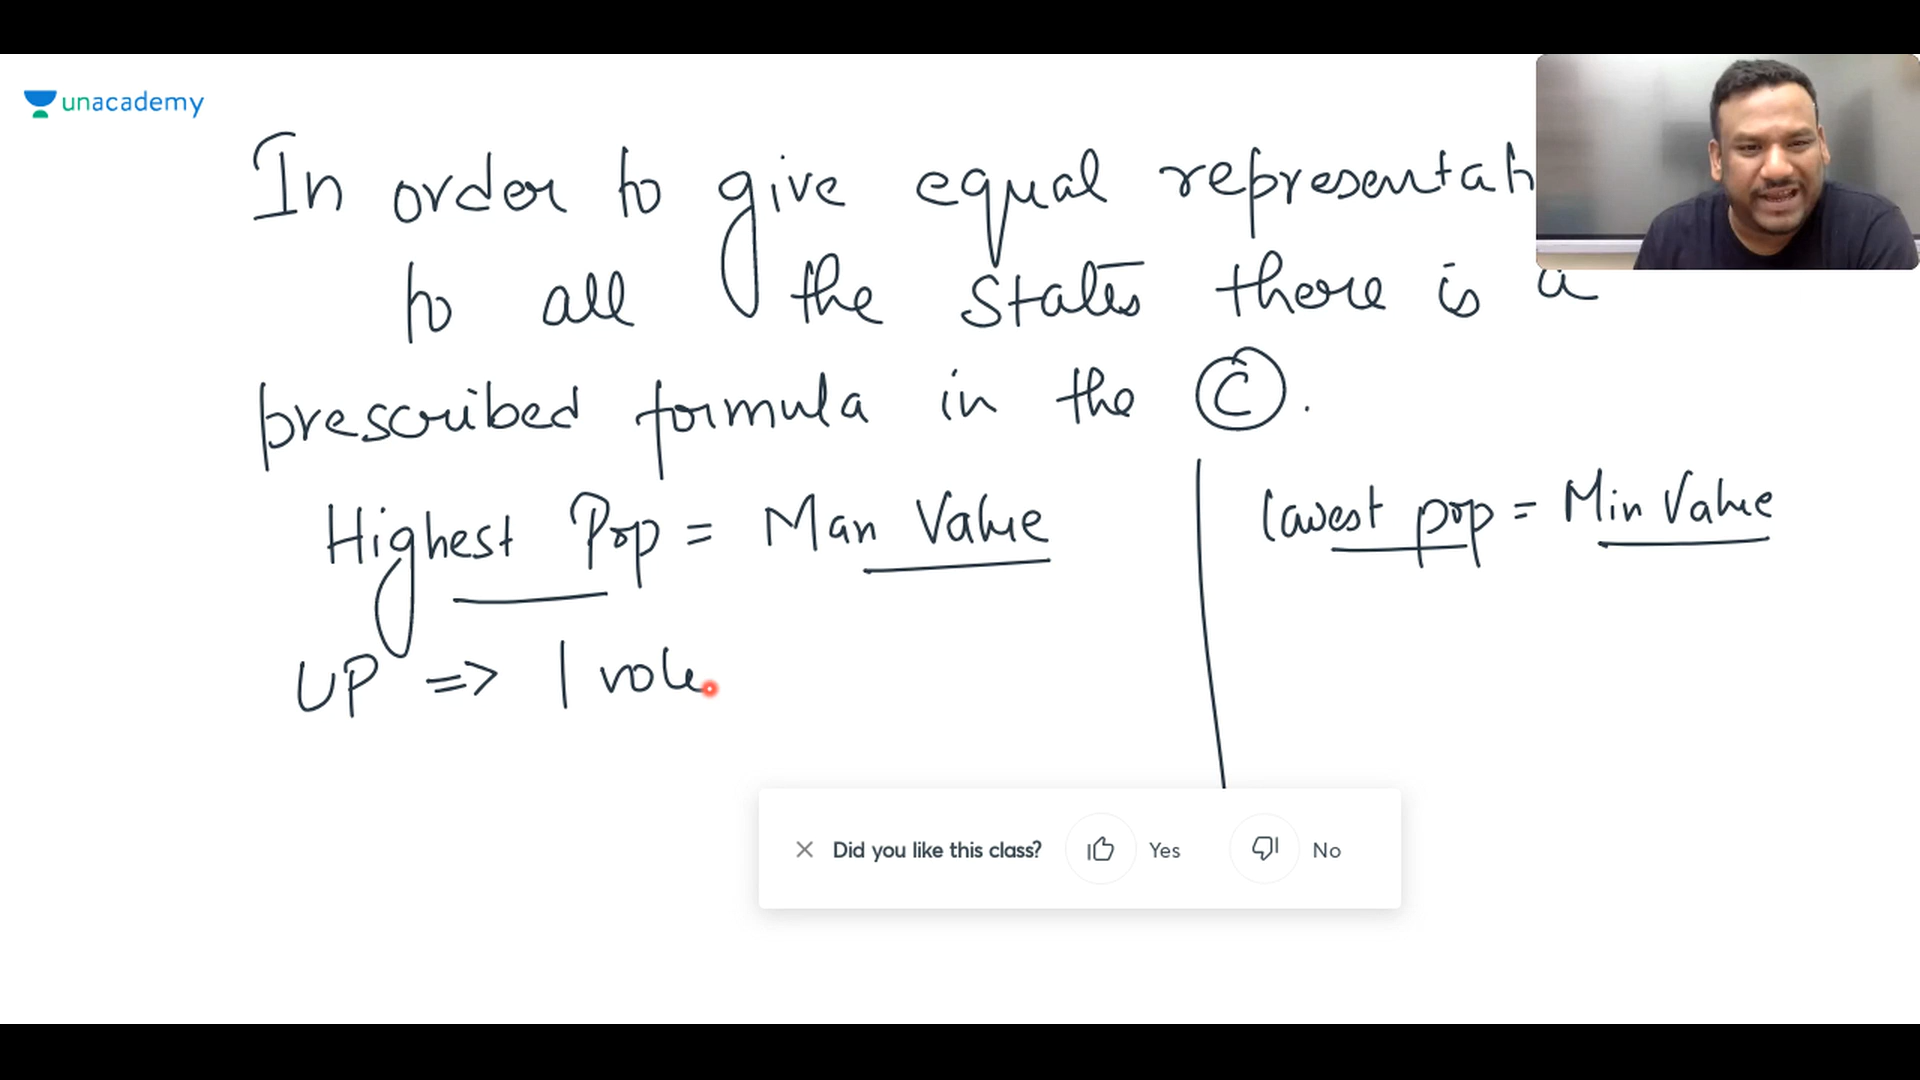 unacademy
In order to give equal representati
to all the states there is a
prescribed formula in the ©.
Highest Pop = Max Value
lowest pop = Min Value
UP => 1 vote
Did you like this class? Yes No